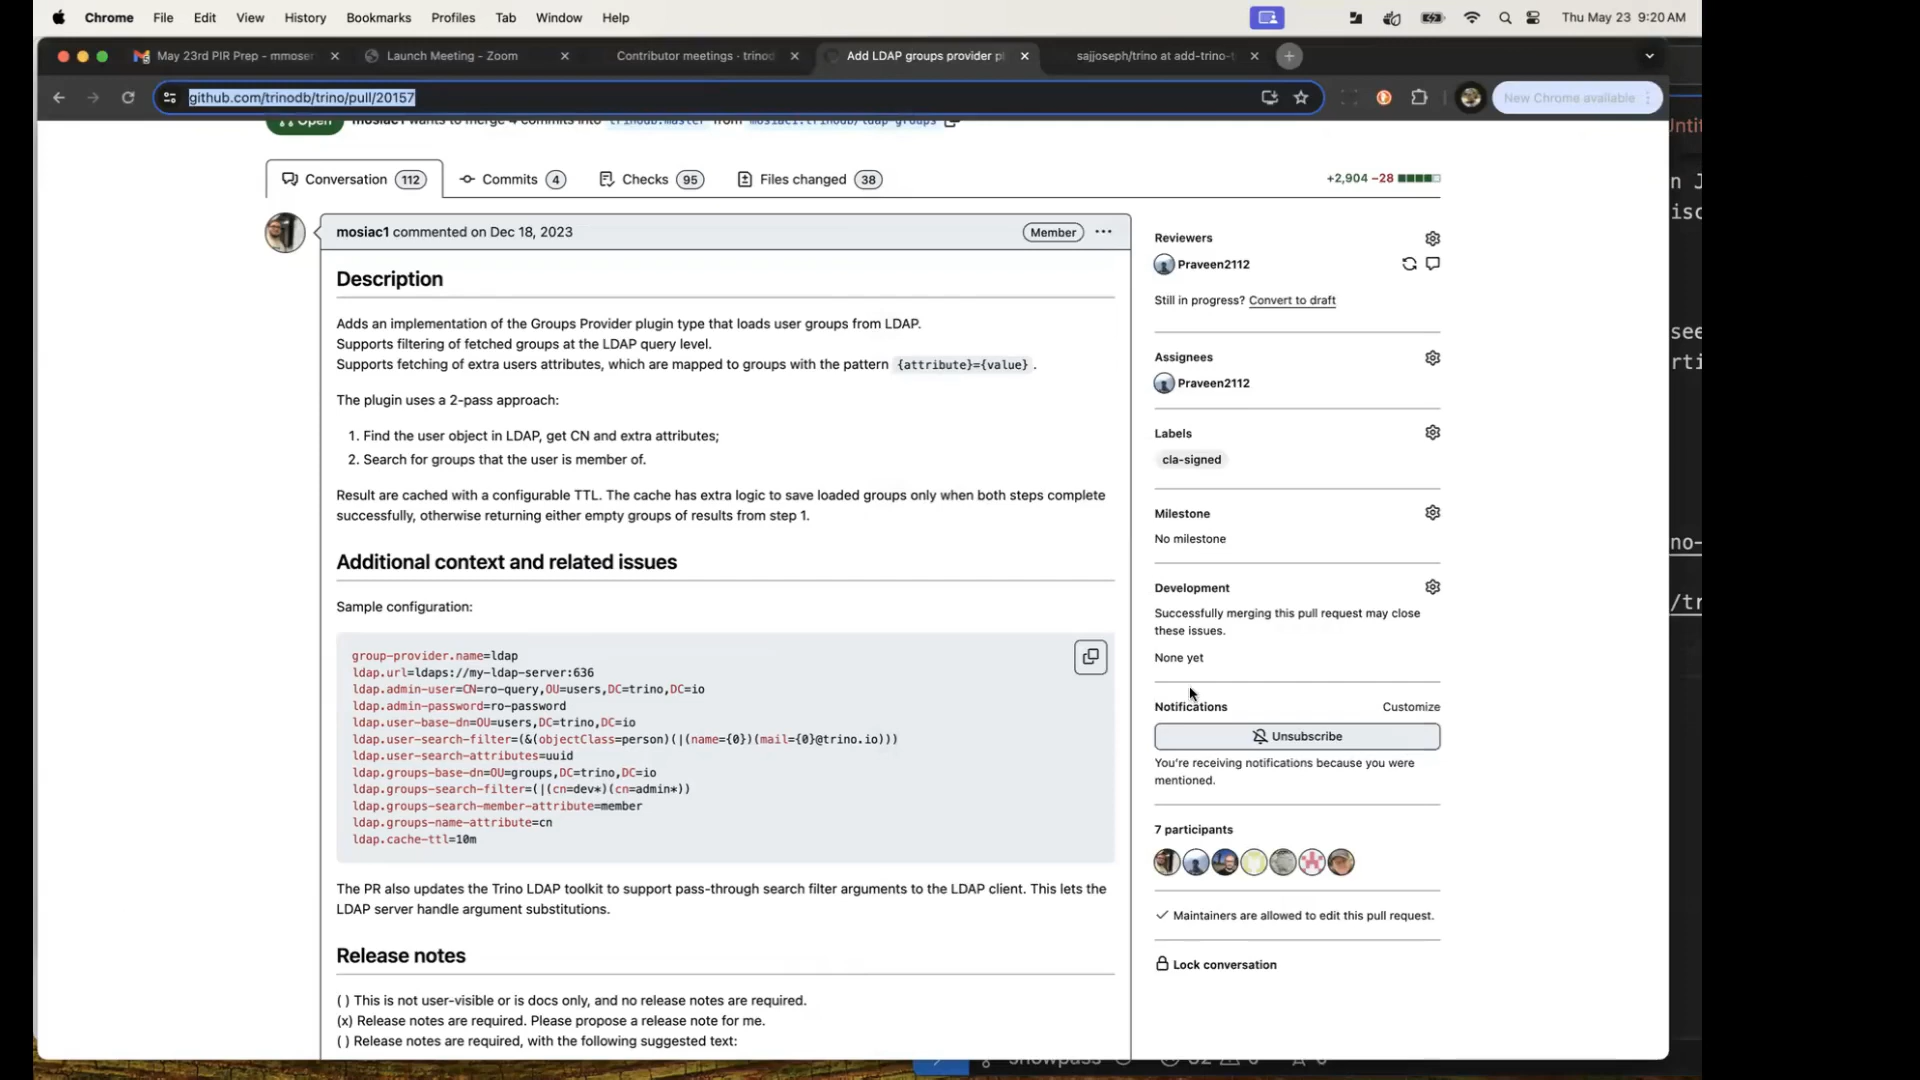 Chrome File Edit View History Bookmarks Profiles Tab Window Help Thu May 23 9:20 AM
May 23rd PIR Prep - mmoser Launch Meeting - Zoom Contributor meetings · trinod Add LDAP groups provider pl sajjoseph/trino at add-trino-
github.com/trinodb/trino/pull/20157 New Chrome available
Open mosiac1 wants to merge 4 commits into trinodb:master from mosiac1:trinodb/ldap-groups
Conversation 112 Commits 4 Checks 95 Files changed 38 +2,904 −28
mosiac1 commented on Dec 18, 2023 Member
Description
Adds an implementation of the Groups Provider plugin type that loads user groups from LDAP.
Supports filtering of fetched groups at the LDAP query level.
Supports fetching of extra users attributes, which are mapped to groups with the pattern {attribute}={value} .
The plugin uses a 2-pass approach:
1. Find the user object in LDAP, get CN and extra attributes;
2. Search for groups that the user is member of.
Result are cached with a configurable TTL. The cache has extra logic to save loaded groups only when both steps complete
successfully, otherwise returning either empty groups of results from step 1.
Additional context and related issues
Sample configuration:
group-provider.name=ldap
ldap.url=ldaps://my-ldap-server:636
ldap.admin-user=CN=ro-query,OU=users,DC=trino,DC=io
ldap.admin-password=ro-password
ldap.user-base-dn=OU=users,DC=trino,DC=io
ldap.user-search-filter=(&(objectClass=person)(|(name={0})(mail={0}@trino.io)))
ldap.user-search-attributes=uuid
ldap.groups-base-dn=OU=groups,DC=trino,DC=io
ldap.groups-search-filter=(|(cn=dev*)(cn=admin*))
ldap.groups-search-member-attribute=member
ldap.groups-name-attribute=cn
ldap.cache-ttl=10m
The PR also updates the Trino LDAP toolkit to support pass-through search filter arguments to the LDAP client. This lets the
LDAP server handle argument substitutions.
Release notes
( ) This is not user-visible or is docs only, and no release notes are required.
(x) Release notes are required. Please propose a release note for me.
( ) Release notes are required, with the following suggested text:
Reviewers
Praveen2112
Still in progress? Convert to draft
Assignees
Praveen2112
Labels
cla-signed
Milestone
No milestone
Development
Successfully merging this pull request may close
these issues.
None yet
Notifications Customize
Unsubscribe
You're receiving notifications because you were
mentioned.
7 participants
Maintainers are allowed to edit this pull request.
Lock conversation